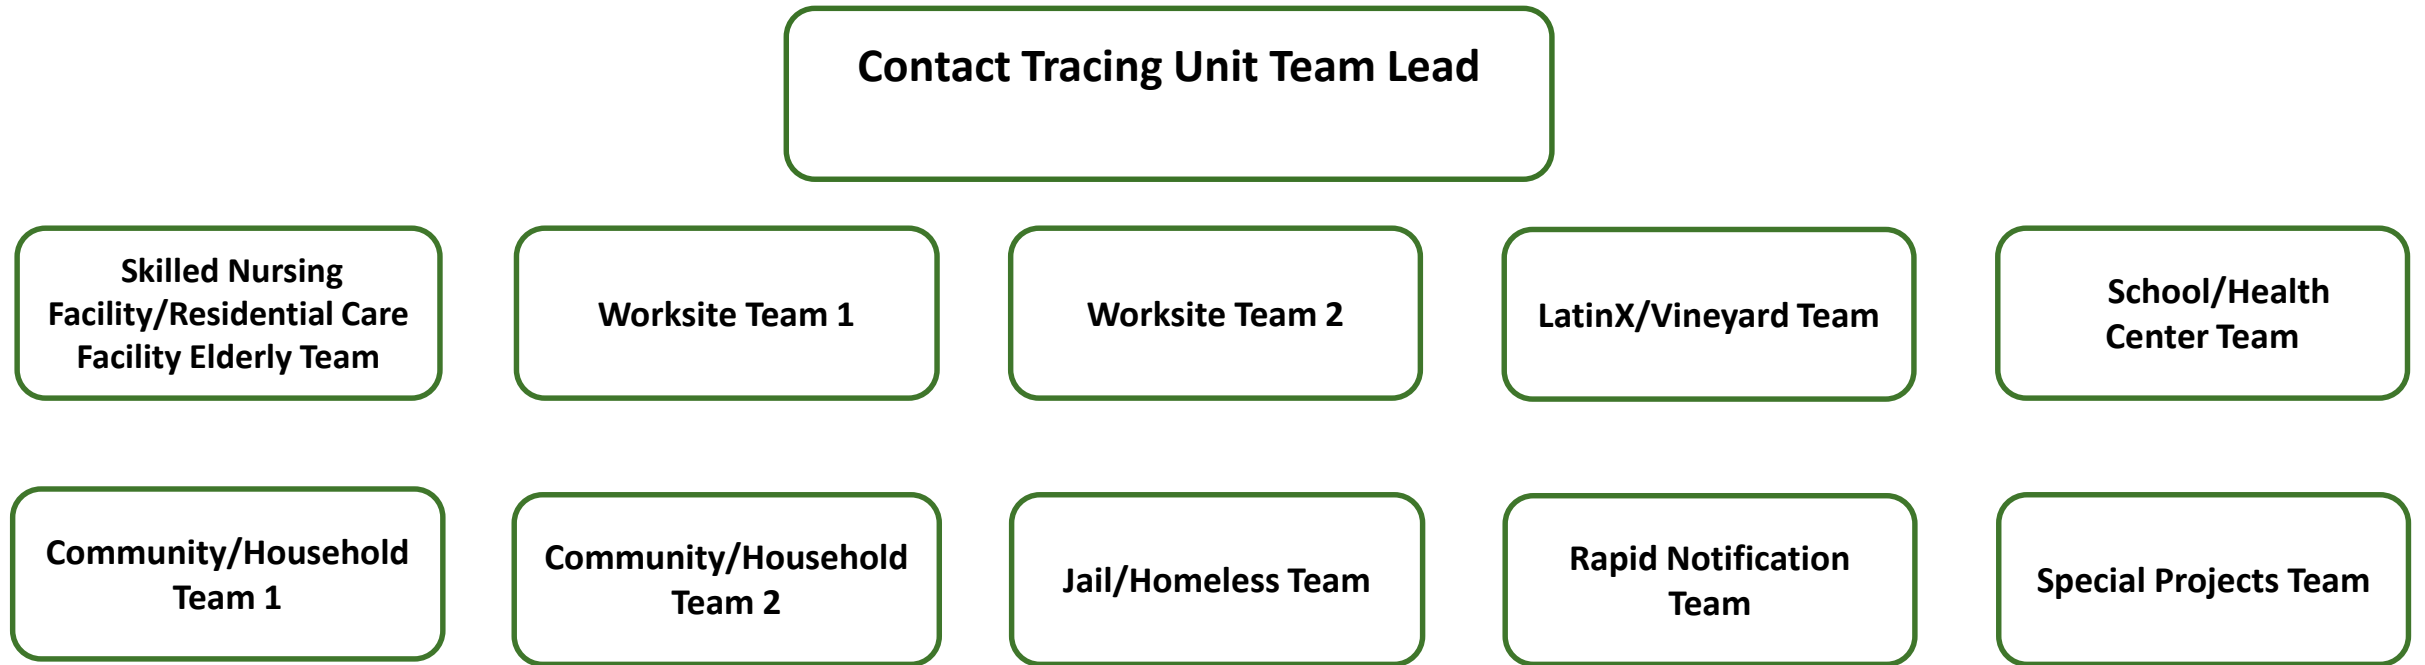 Contact Tracing Unit Team Lead
Skilled Nursing
Facility/Residential Care
Facility Elderly Team
Worksite Team 1
Worksite Team 2
LatinX/Vineyard Team
School/Health
Center Team
Community/Household
Team 1
Community/Household
Team 2
Jail/Homeless Team
Rapid Notification
Team
Special Projects Team